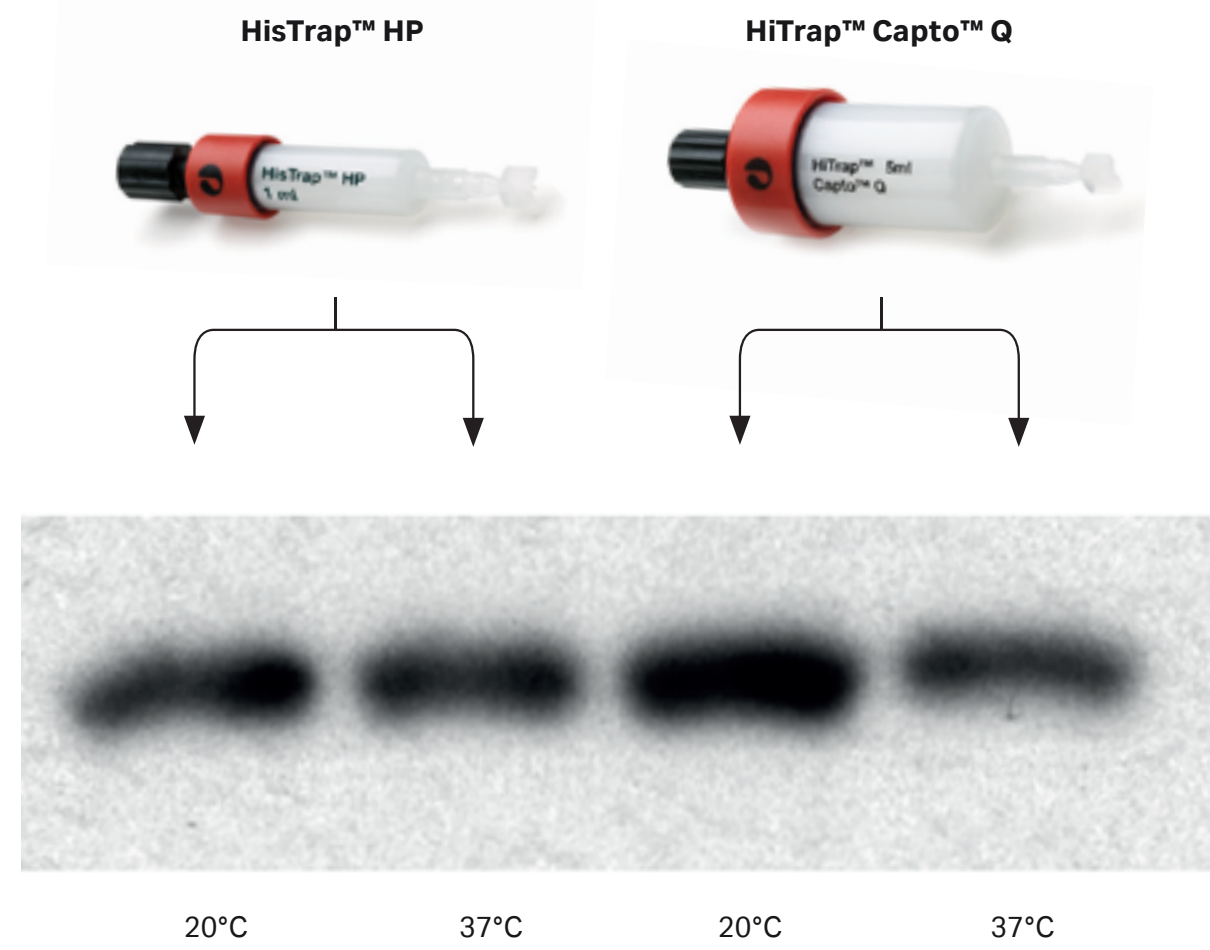 HisTrap™ HP
HiTrap™ Capto™ Q
HisTrap™ HP
1 ml
HiTrap™ 5ml
Capto™ Q
20°C
37°C
20°C
37°C